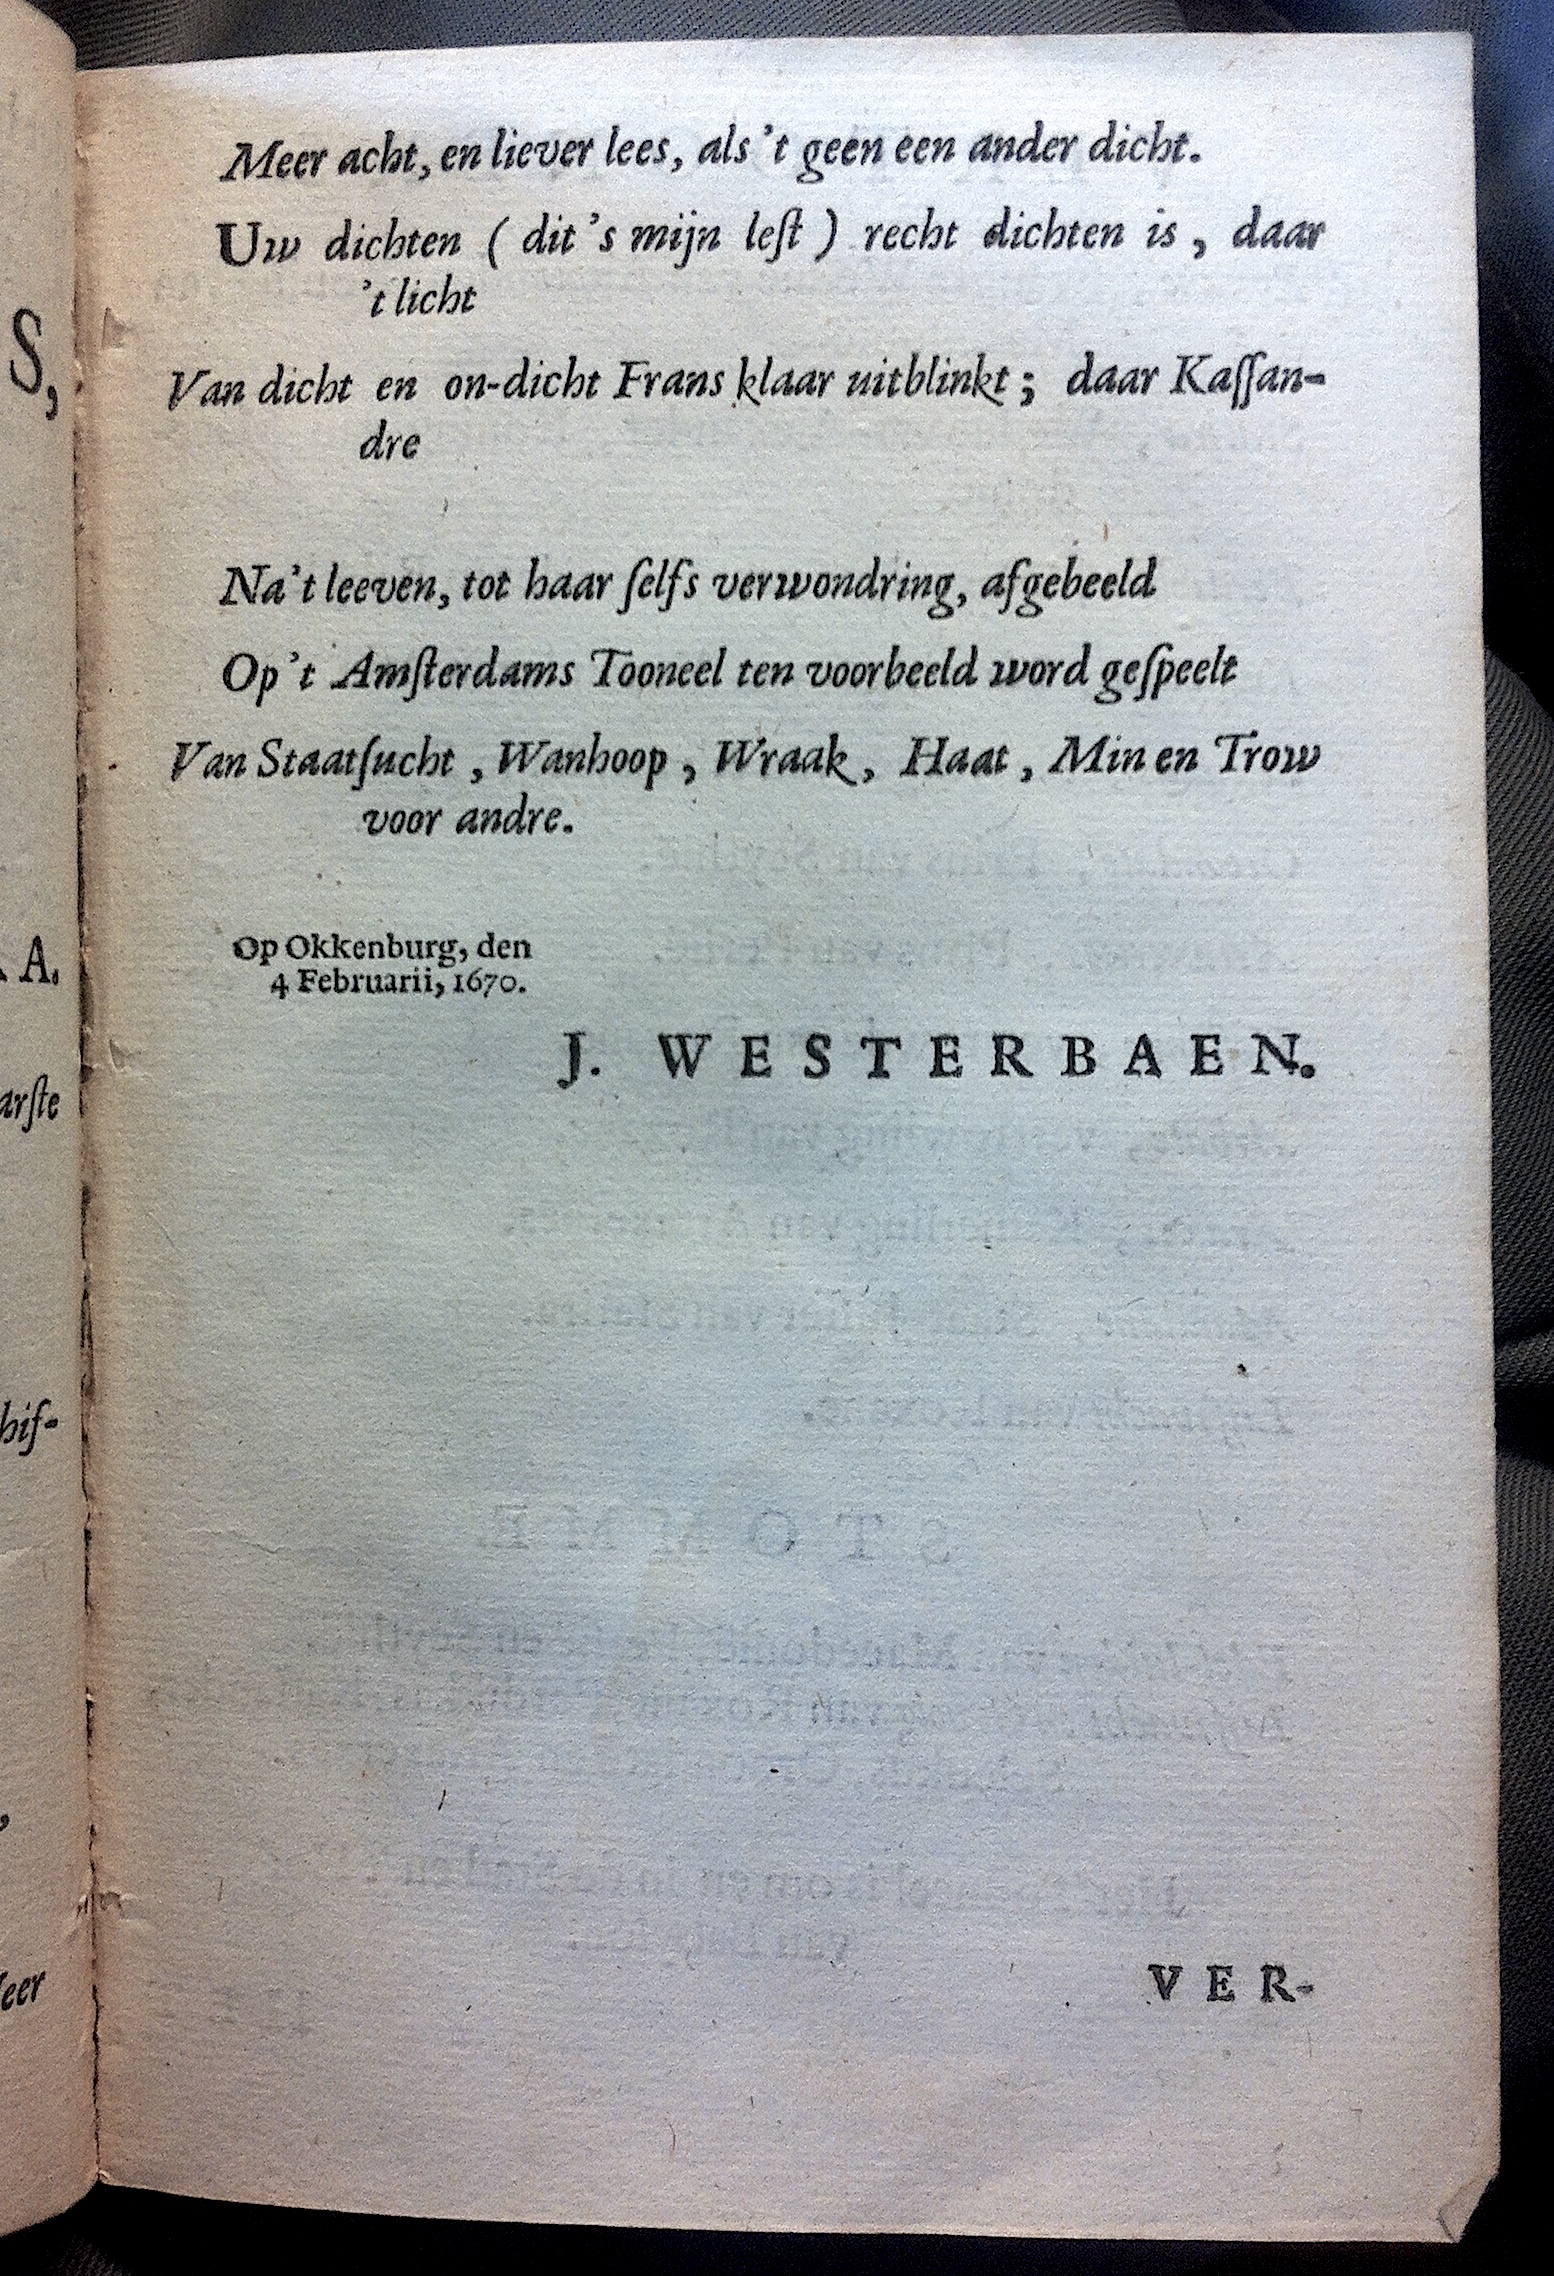 Meer acht, en liever lees, als 't geen een ander dicht.
Uw dichten ( dit 's mijn leſt ) recht dichten is, daar
't licht
Van dicht en on-dicht Frans klaar uitblinkt; daar Kaſſan-
dre
Na't leeven, tot haar ſelfs verwondring, afgebeeld
Op 't Amſterdams Tooneel ten voorbeeld word geſpeelt
Van Staatſucht, Wanhoop, Wraak, Haat, Min en Trow
voor andre.
Op Okkenburg, den
4 Februarii, 1670.
J. WESTERBAEN.
VER-